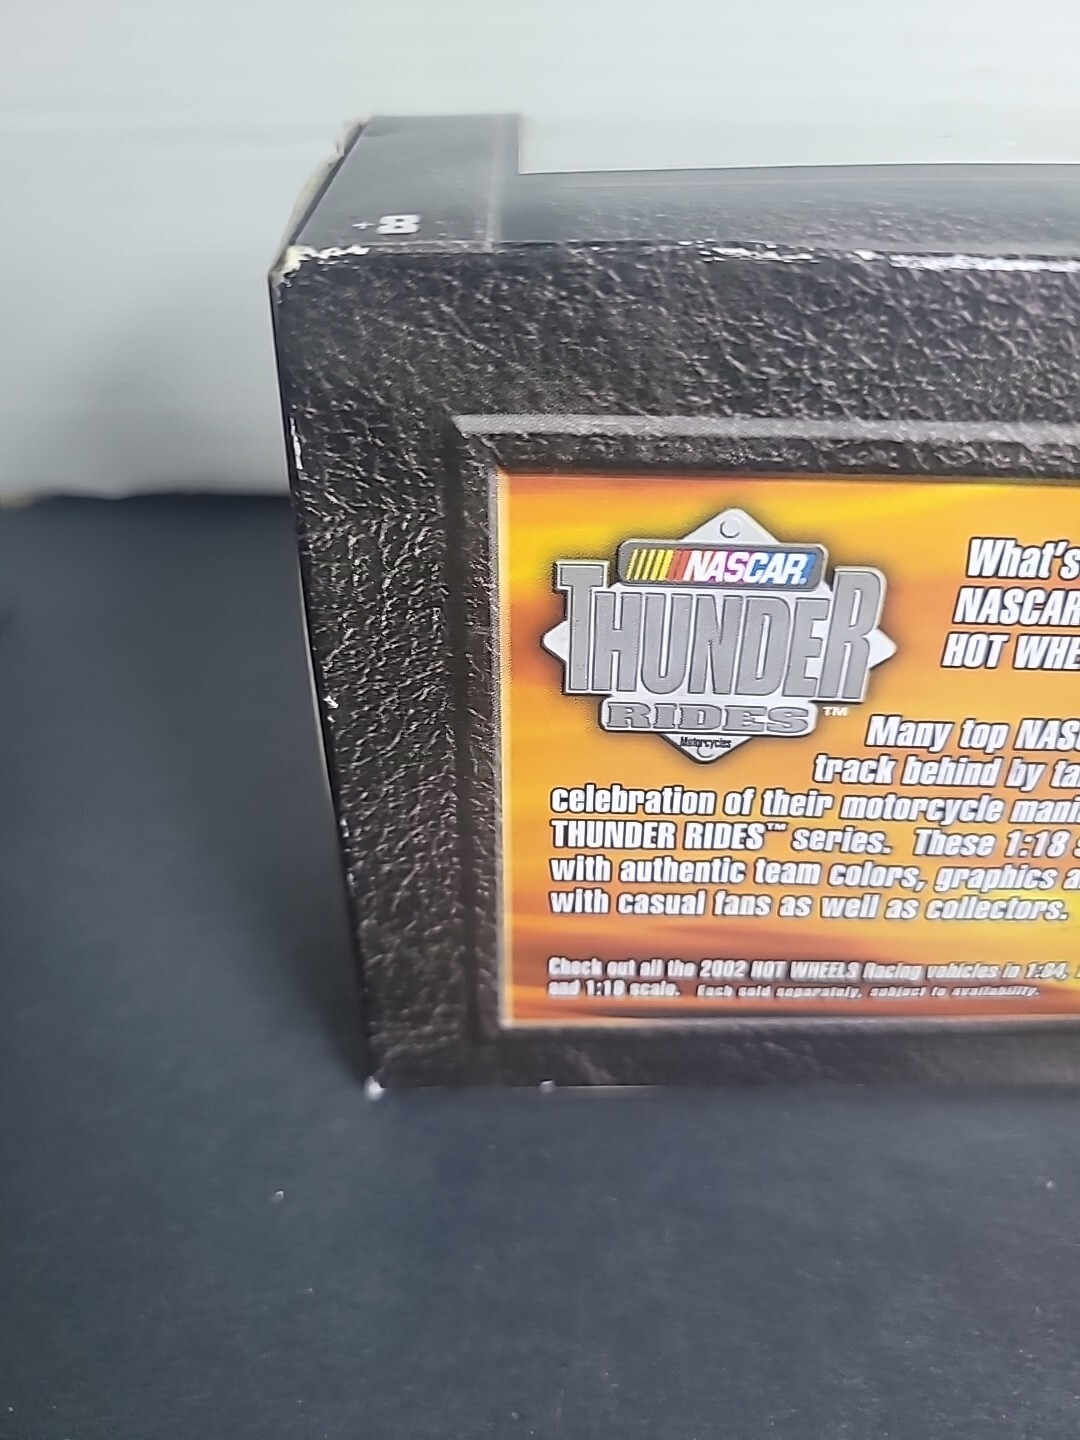 8+
NASCAR
THUNDER
RIDES™
Motorcycles
What's
NASCAR
HOT WHE
Many top NAS
track behind by ta
celebration of their motorcycle mani
THUNDER RIDES™ series. These 1:18 s
with authentic team colors, graphics a
with casual fans as well as collectors.
Check out all the 2002 HOT WHEELS Racing vehicles in 1:64,
and 1:18 scale. Each sold separately, subject to availability.